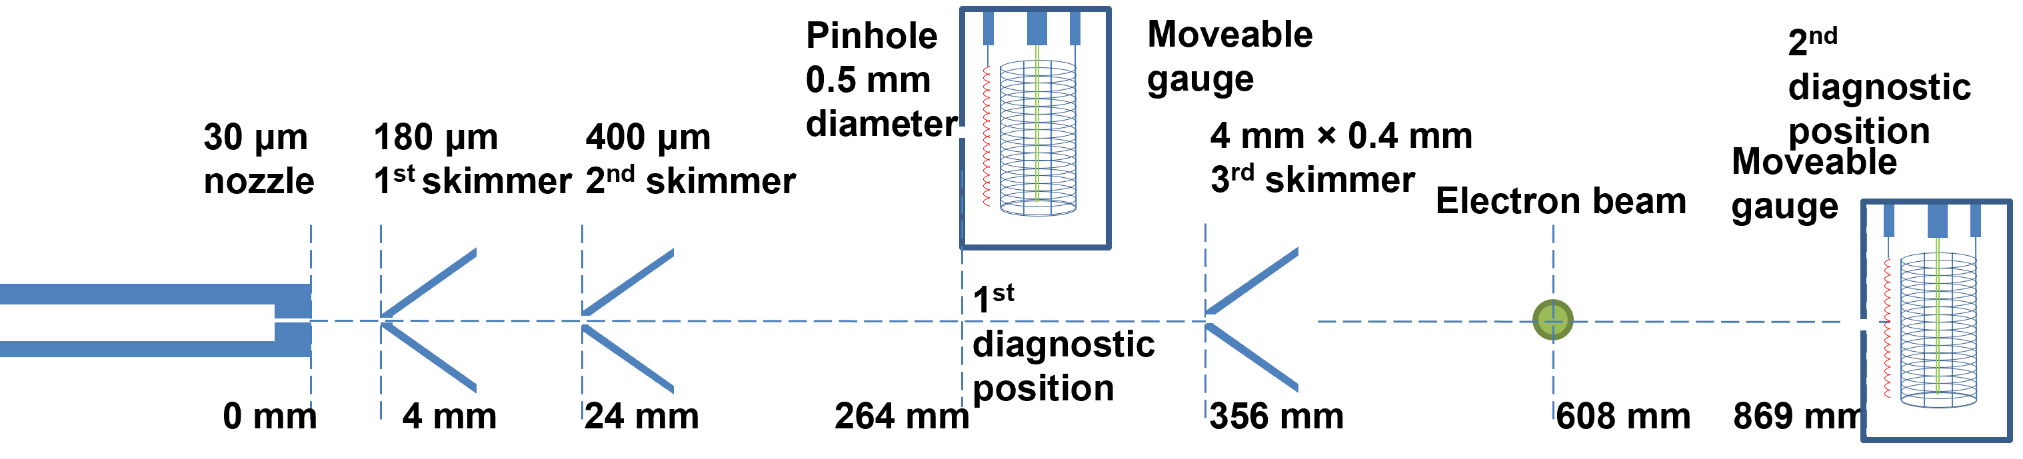 30 µm
nozzle
180 µm
1st skimmer
400 µm
2nd skimmer
Pinhole
0.5 mm
diameter
Moveable
gauge
4 mm × 0.4 mm
3rd skimmer
Electron beam
2nd
diagnostic
position
Moveable
gauge
1st
diagnostic
position
0 mm
4 mm
24 mm
264 mm
356 mm
608 mm
869 mm